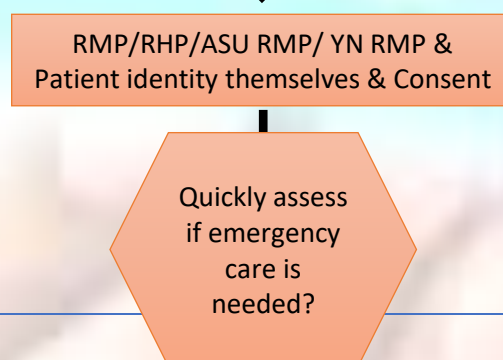 RMP/RHP/ASU RMP/ YN RMP &
Patient identity themselves & Consent
Quickly assess
if emergency
care is
needed?